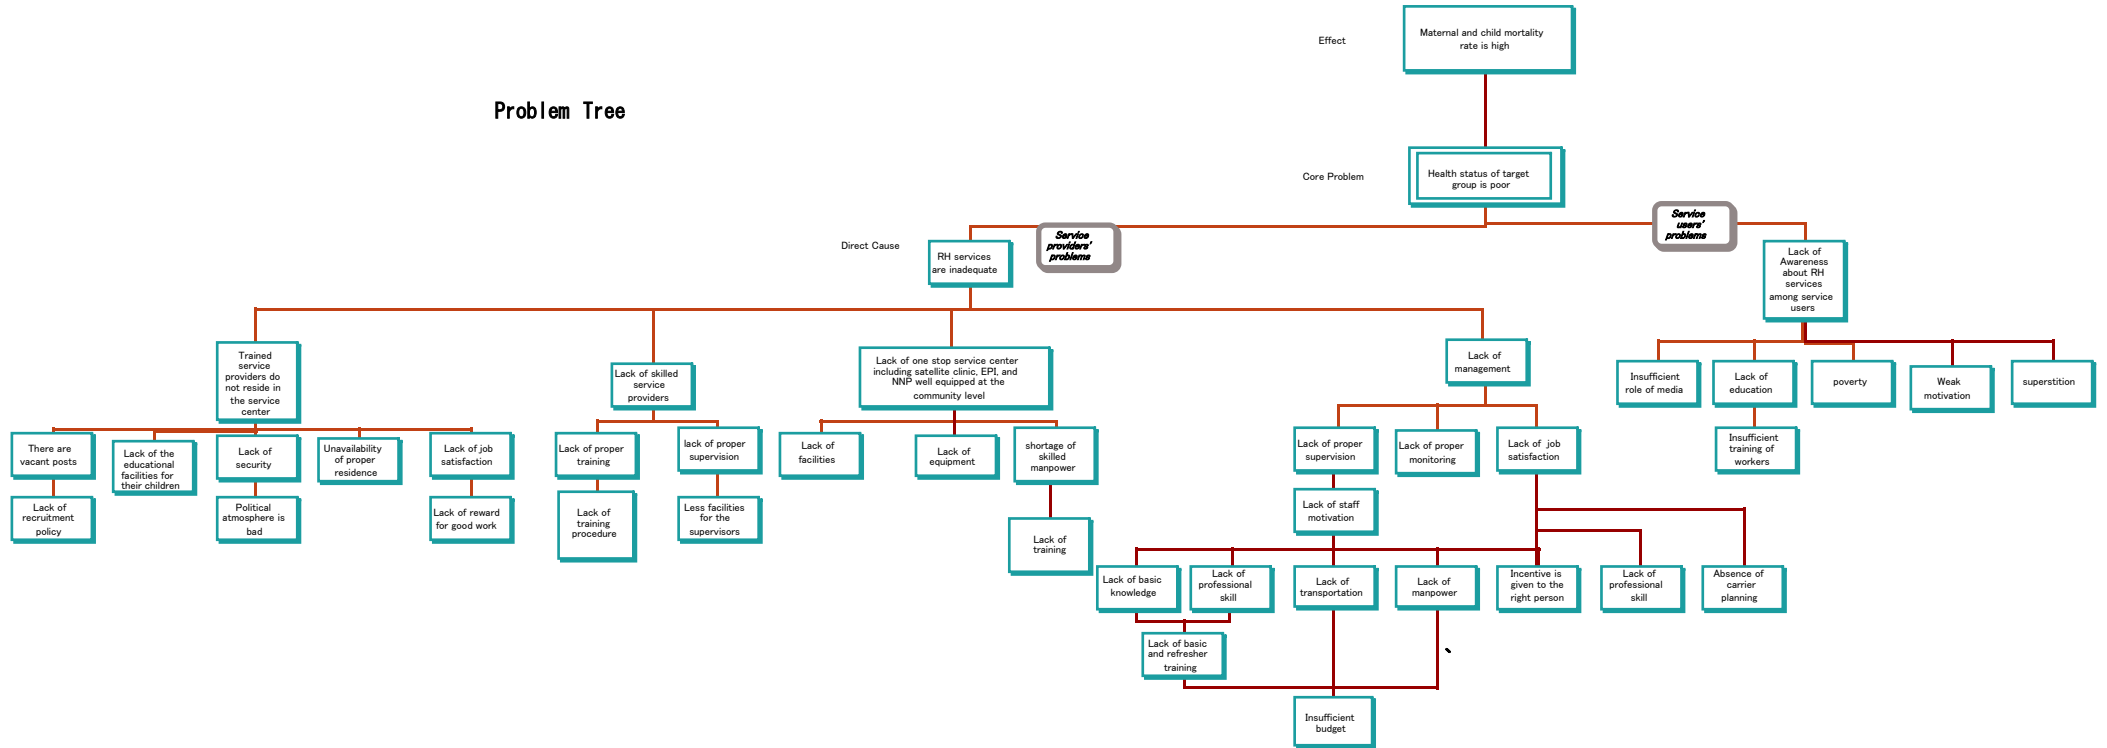 Effect
Maternal and child mortality
rate is high
Problem Tree
Core Problem
Health status of target
group is poor
Service
users'
problems
Service
providers'
problems
Direct Cause
RH services
are inadequate
Lack of
Awareness
about RH
services
among service
users
Trained
service
providers do
not reside in
the service
center
Lack of skilled
service
providers
Lack of one stop service center
including satellite clinic, EPI, and
NNP well equipped at the
community level
Lack of
management
Insufficient
role of media
Lack of
education
poverty
Weak
motivation
superstition
There are
vacant posts
Lack of the
educational
facilities for
their children
Lack of
security
Unavailability
of proper
residence
Lack of job
satisfaction
Lack of proper
training
lack of proper
supervision
Lack of
facilities
Lack of
equipment
shortage of
skilled
manpower
Lack of proper
supervision
Lack of proper
monitoring
Lack of job
satisfaction
Insufficient
training of
workers
Lack of
recruitment
policy
Political
atmosphere is
bad
Lack of reward
for good work
Lack of
training
procedure
Less facilities
for the
supervisors
Lack of
training
Lack of staff
motivation
Lack of basic
knowledge
Lack of
professional
skill
Lack of
transportation
Lack of
manpower
Incentive is
given to the
right person
Lack of
professional
skill
Absence of
carrier
planning
Lack of basic
and refresher
training
Insufficient
budget